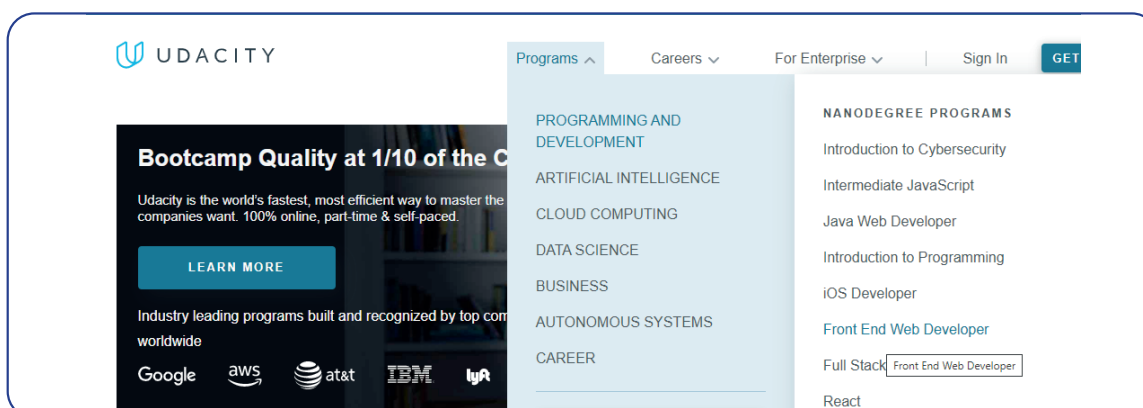 UDACITY
Programs
Careers
For Enterprise
Sign In
GET
PROGRAMMING AND
DEVELOPMENT
ARTIFICIAL INTELLIGENCE
CLOUD COMPUTING
DATA SCIENCE
BUSINESS
AUTONOMOUS SYSTEMS
CAREER
NANODEGREE PROGRAMS
Introduction to Cybersecurity
Intermediate JavaScript
Java Web Developer
Introduction to Programming
iOS Developer
Front End Web Developer
Full Stack
Front End Web Developer
React
Bootcamp Quality at 1/10 of the C
Udacity is the world's fastest, most efficient way to master the
companies want. 100% online, part-time & self-paced.
LEARN MORE
Industry leading programs built and recognized by top com
worldwide
Google aws at&t IBM lyft